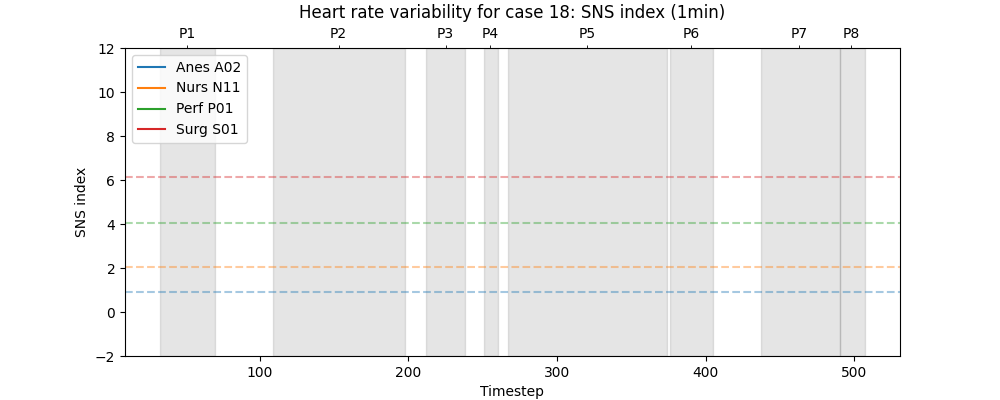 Heart rate variability for case 18: SNS index (1min)
P1 P2 P3 P4 P5 P6 P7 P8
12
10
8
6
4
2
0
−2
SNS index
Anes A02
Nurs N11
Perf P01
Surg S01
100 200 300 400 500
Timestep